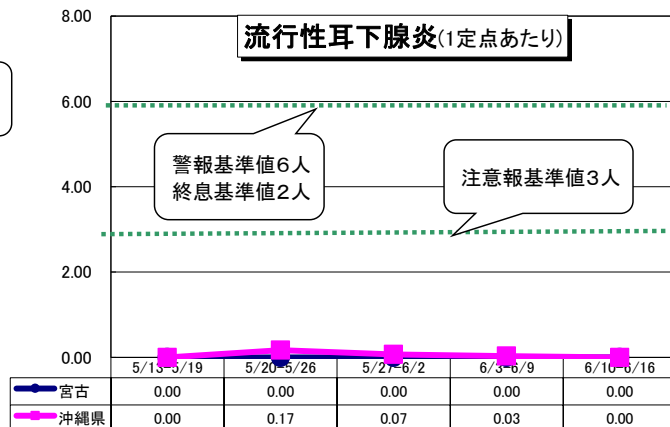 流行性耳下腺炎(1定点あたり)
8.00
6.00
警報基準値6人
終息基準値2人
注意報基準値3人
4.00
2.00
0.00
5/13-5/19 5/20-5/26 5/27-6/2 6/3-6/9 6/10-6/16
宮古 0.00 0.00 0.00 0.00 0.00
沖縄県 0.00 0.17 0.07 0.03 0.00